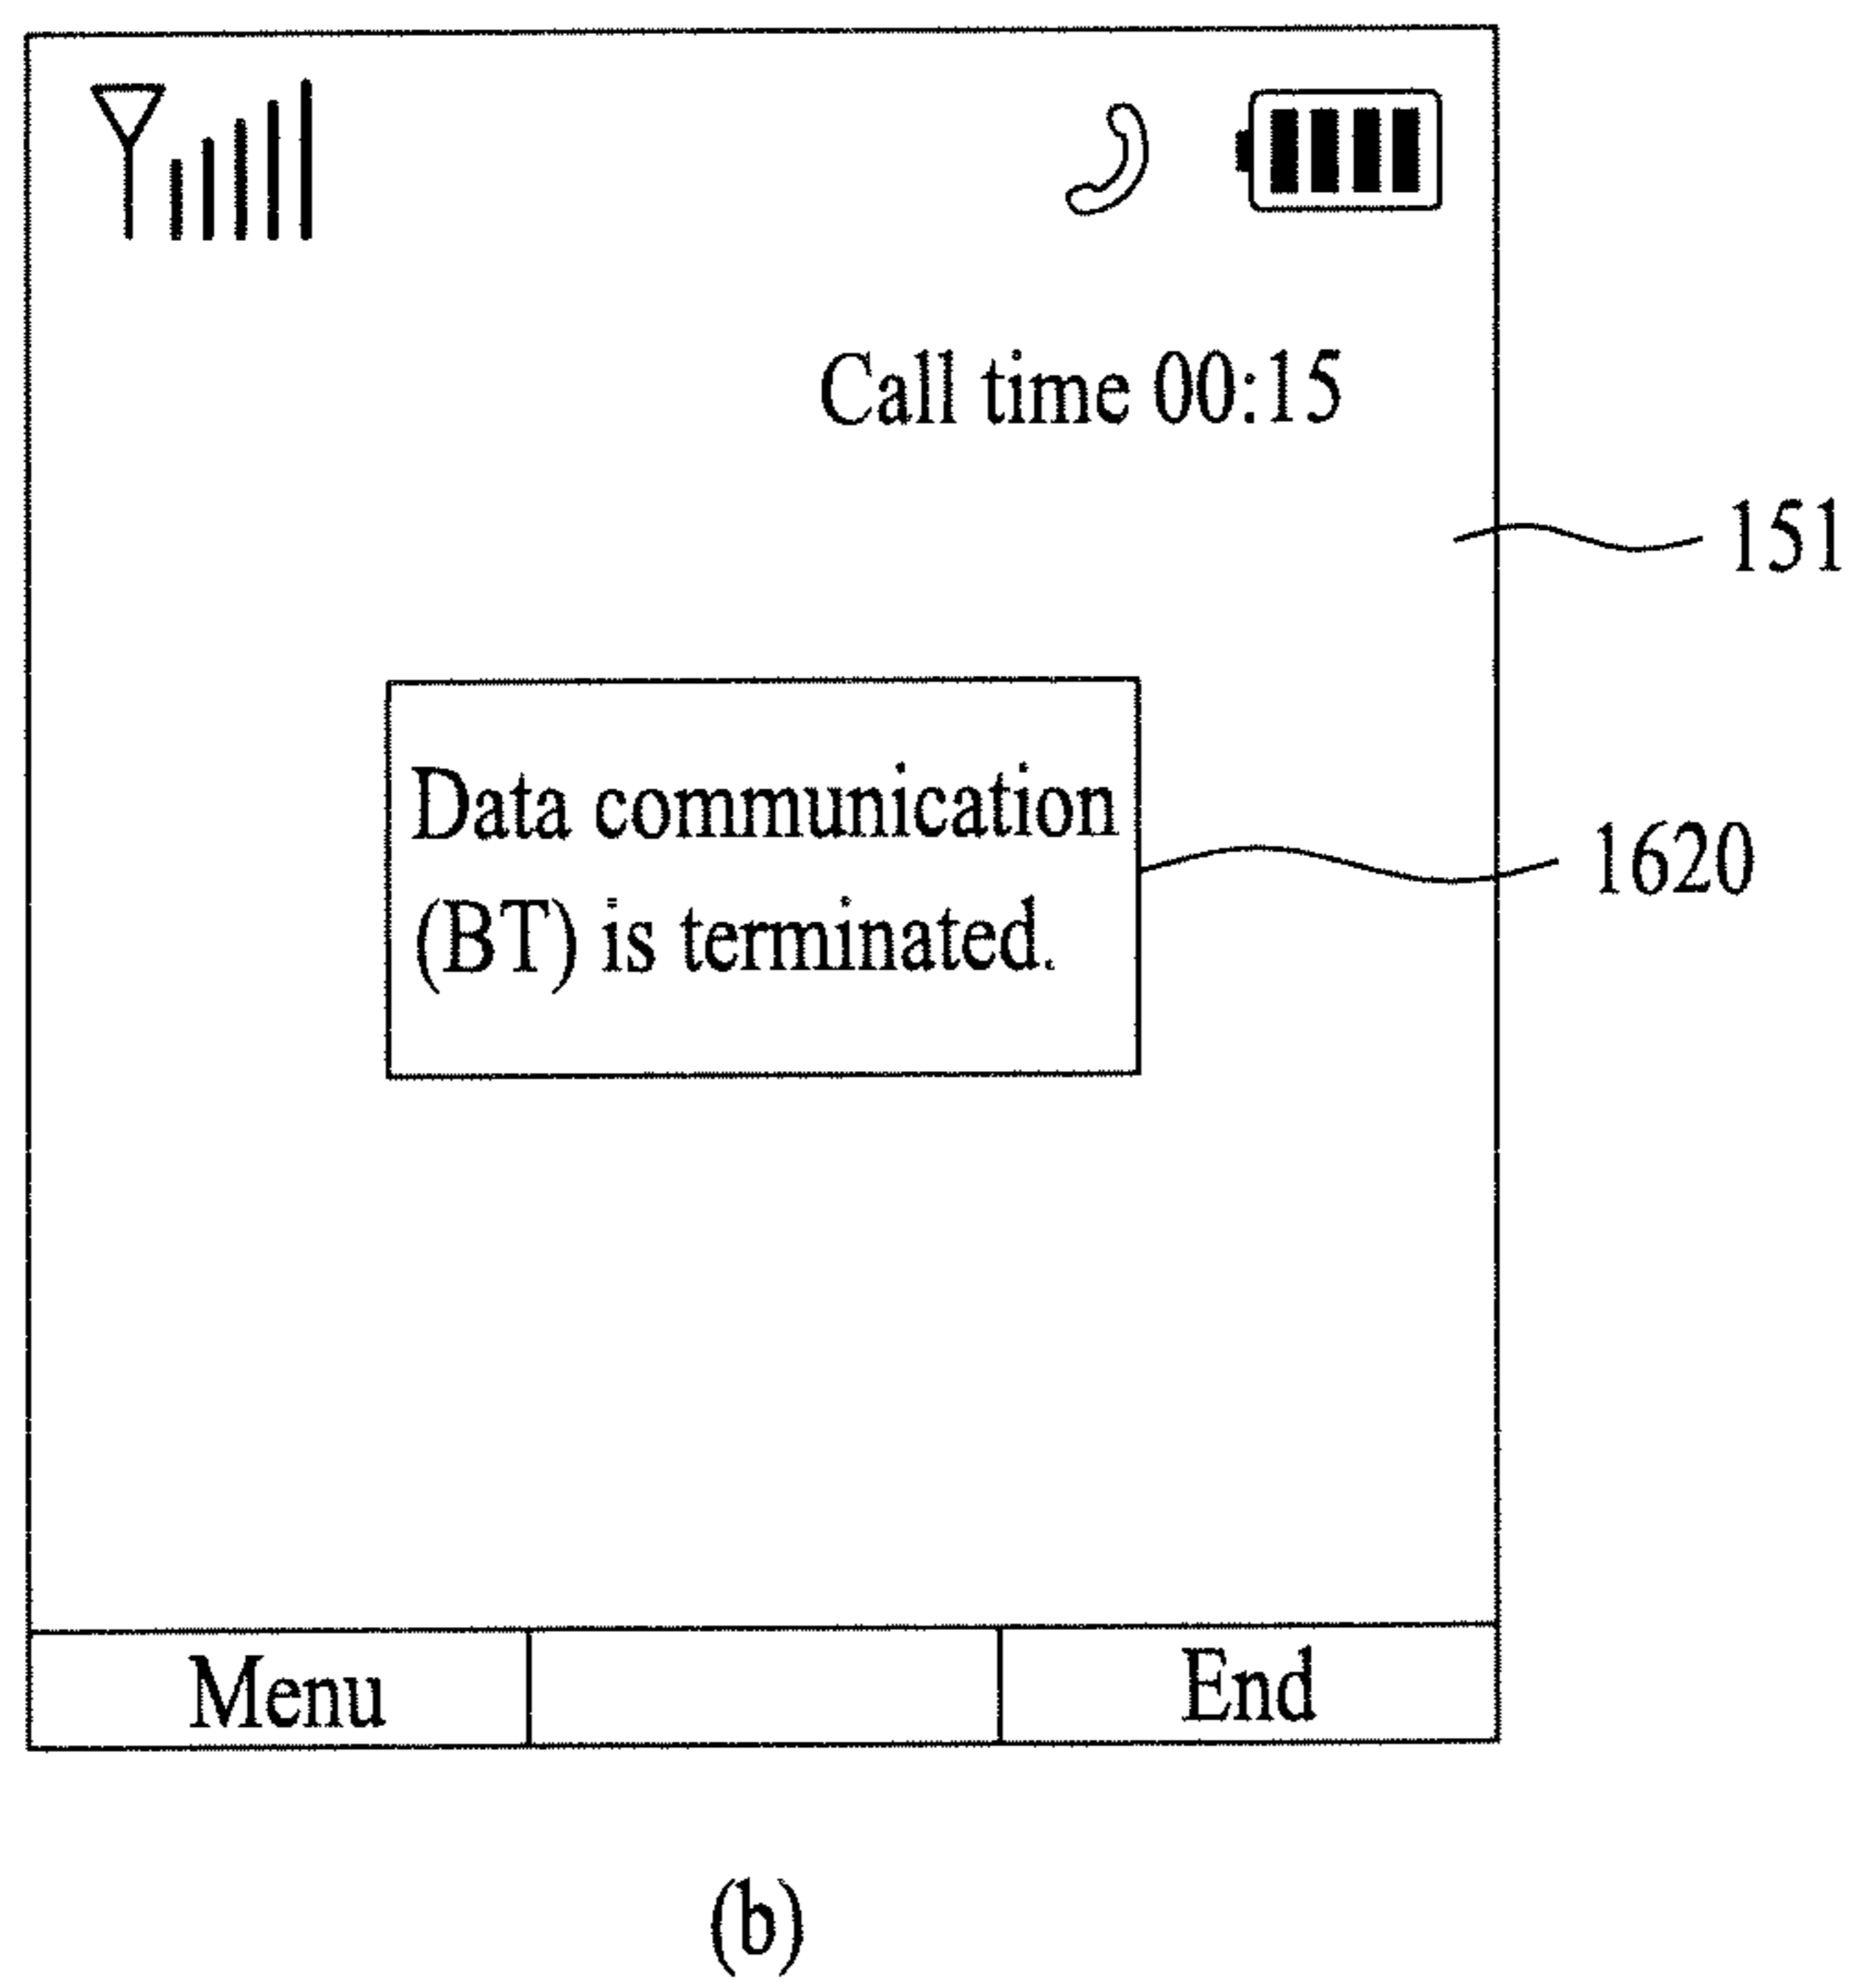 Call time 00:15
151
Data communication
(BT) is terminated.
1620
Menu
End
(b)